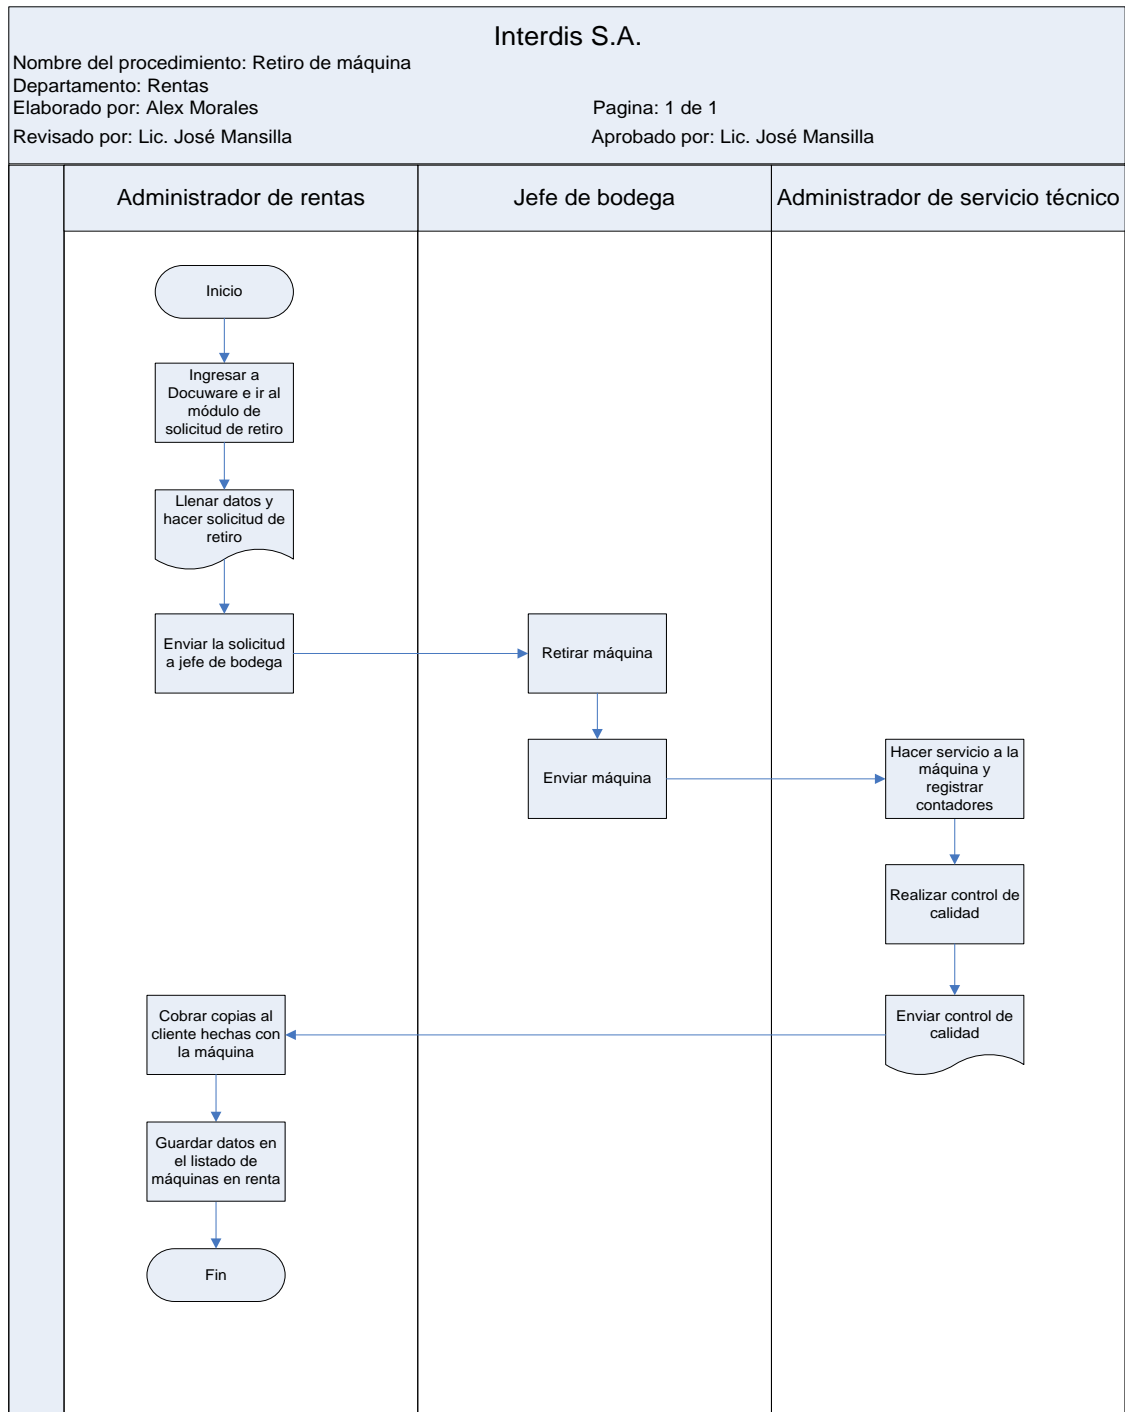 Interdis S.A.
Nombre del procedimiento: Retiro de máquina
Departamento: Rentas
Elaborado por: Alex Morales
Pagina: 1 de 1
Revisado por: Lic. José Mansilla
Aprobado por: Lic. José Mansilla
Administrador de rentas
Jefe de bodega
Administrador de servicio técnico
Inicio
Ingresar a
Docuware e ir al
módulo de
solicitud de retiro
Llenar datos y
hacer solicitud de
retiro
Enviar la solicitud
a jefe de bodega
Retirar máquina
Enviar máquina
Hacer servicio a la
máquina y
registrar
contadores
Realizar control de
calidad
Enviar control de
calidad
Cobrar copias al
cliente hechas con
la máquina
Guardar datos en
el listado de
máquinas en renta
Fin